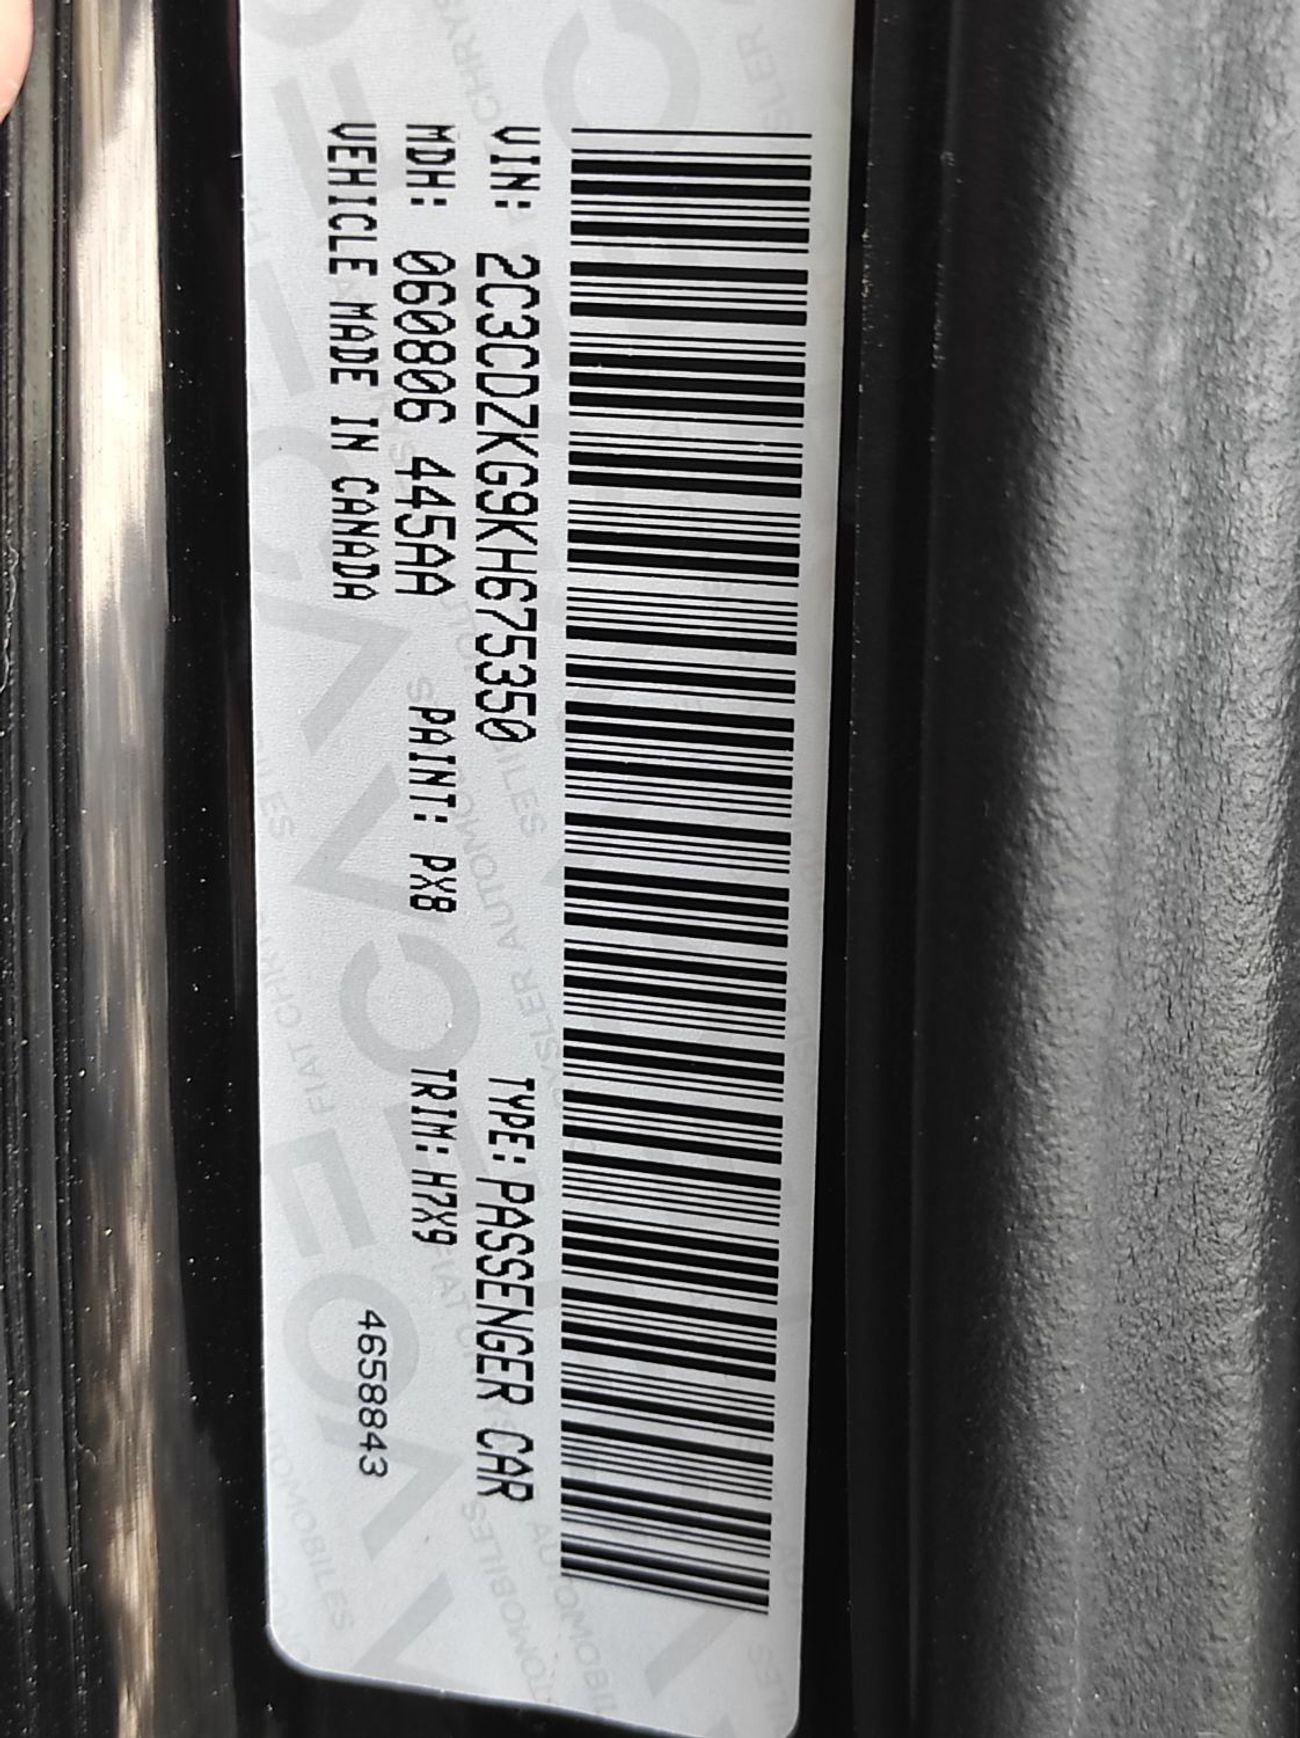 VIN: 2C3CDZKG9KH675350 TYPE: PASSENGER CAR
MDH: 060806 445AA PAINT: PX8 TRIM: H7X9
VEHICLE MADE IN CANADA 4658843